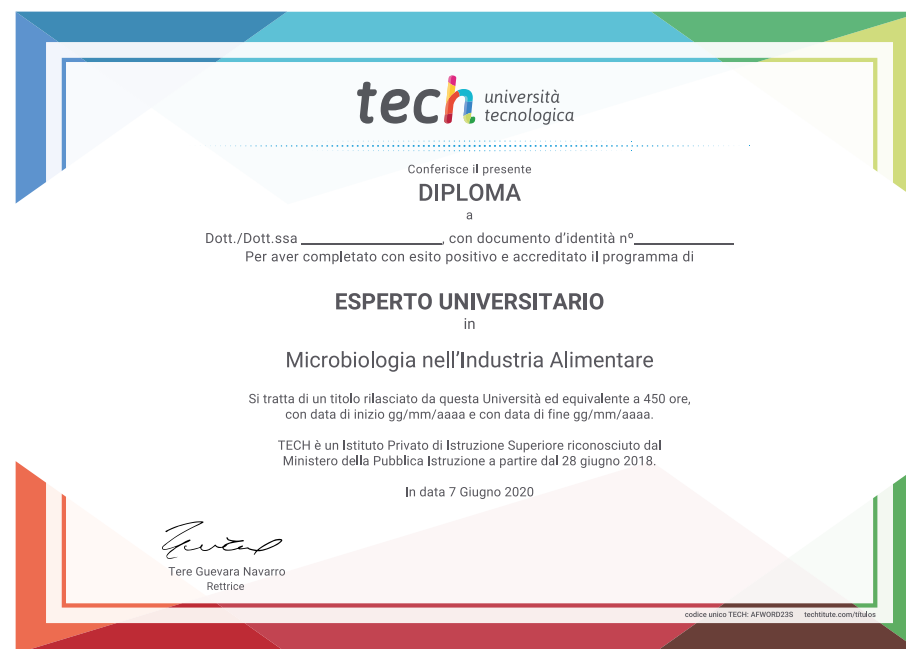 tech università
tecnologica
Conferisce il presente
DIPLOMA
a
Dott./Dott.ssa ____________________, con documento d'identità nº______________
Per aver completato con esito positivo e accreditato il programma di
ESPERTO UNIVERSITARIO
in
Microbiologia nell'Industria Alimentare
Si tratta di un titolo rilasciato da questa Università ed equivalente a 450 ore,
con data di inizio gg/mm/aaaa e con data di fine gg/mm/aaaa.
TECH è un Istituto Privato di Istruzione Superiore riconosciuto dal
Ministero della Pubblica Istruzione a partire dal 28 giugno 2018.
In data 7 Giugno 2020
Tere Guevara Navarro
Rettrice
codice unico TECH: AFWORD23S techtitute.com/titulos